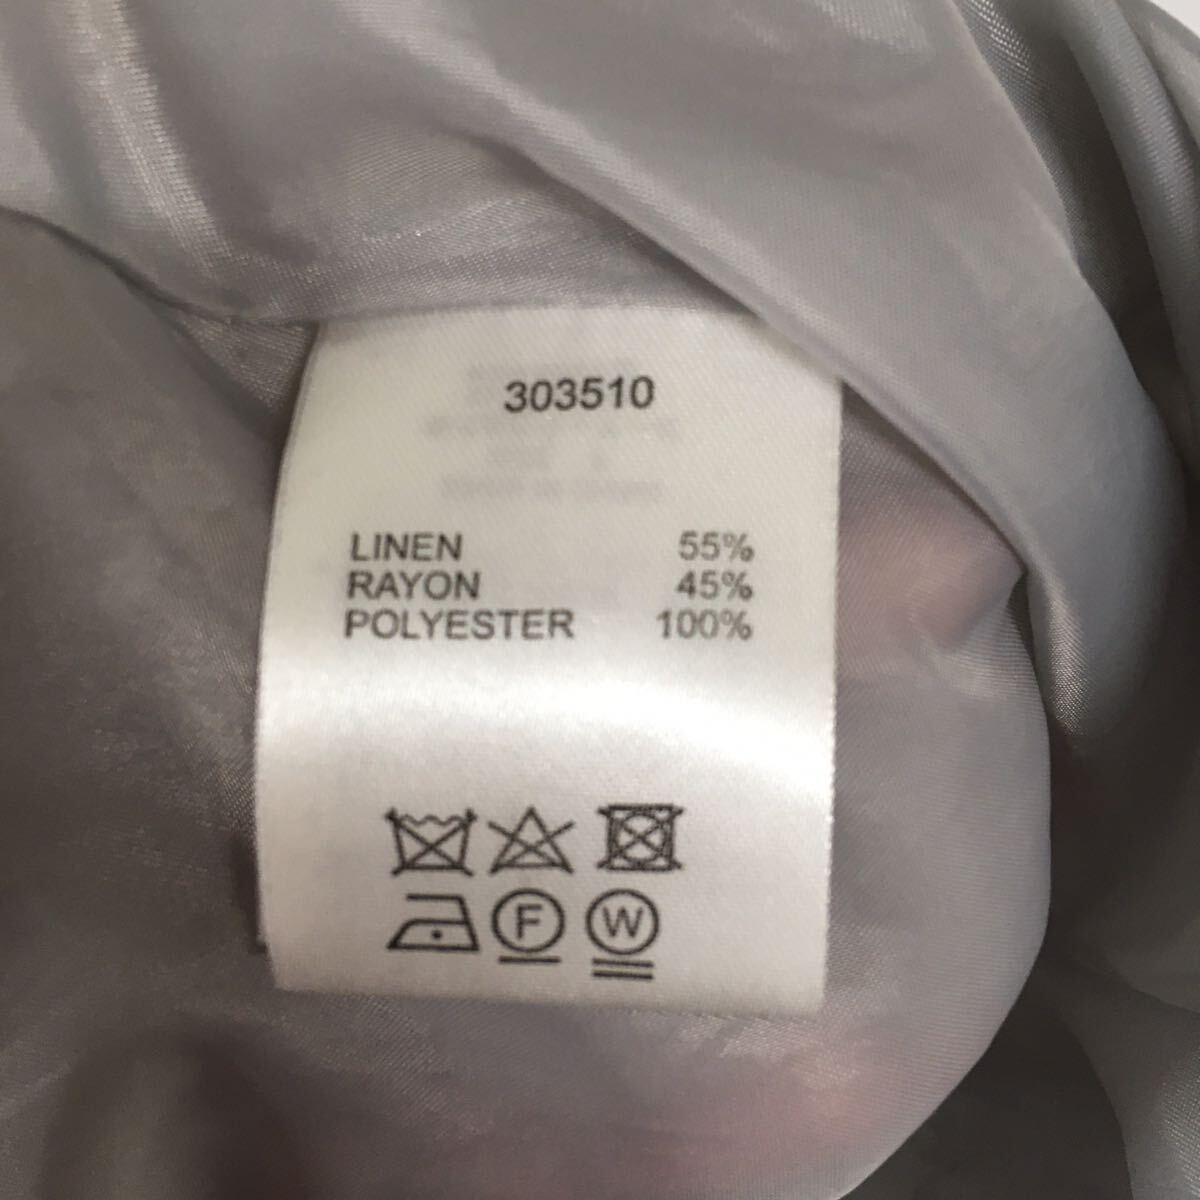 303510
LINEN 55%
RAYON 45%
POLYESTER 100%
F W